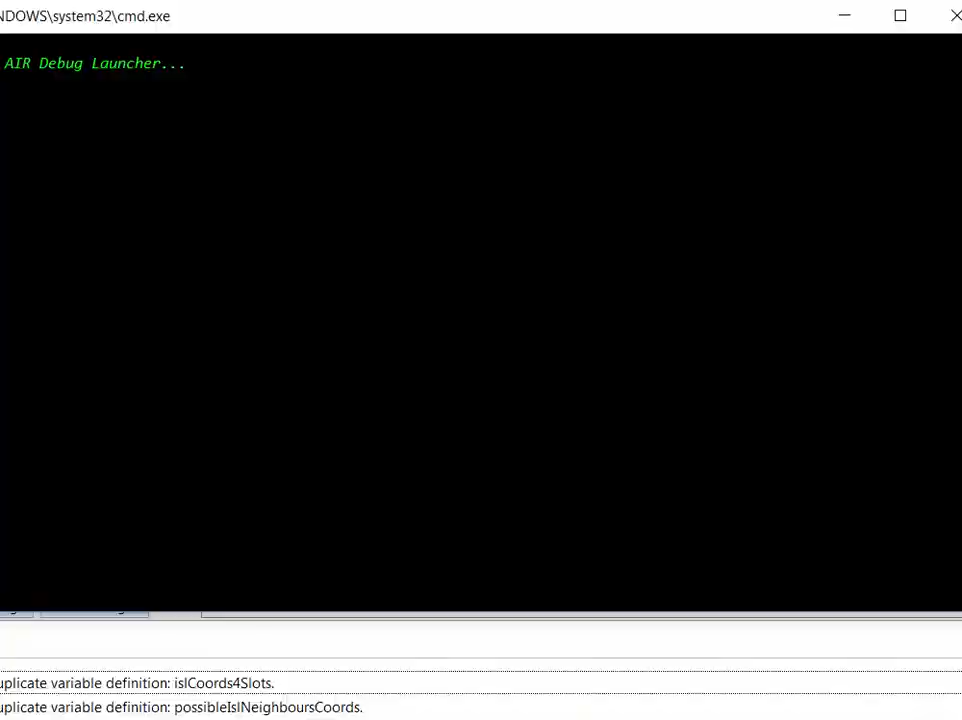 NDOWS\system32\cmd.exe
AIR Debug Launcher...
uplicate variable definition: islCoords4Slots.
uplicate variable definition: possibleIslNeighboursCoords.